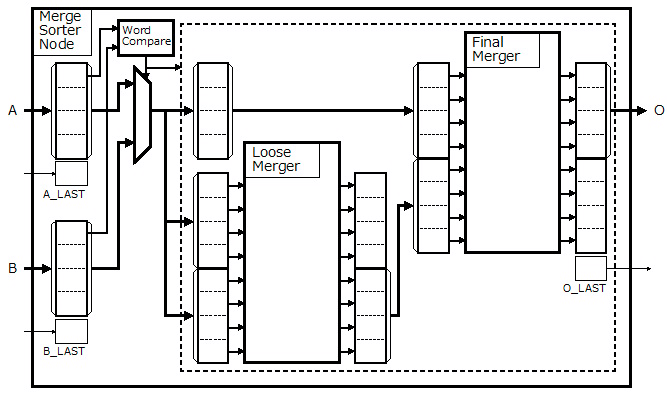 Merge
Sorter
Node
Word
Compare
Final
Merger
A
O
A_LAST
Loose
Merger
B
O_LAST
B_LAST